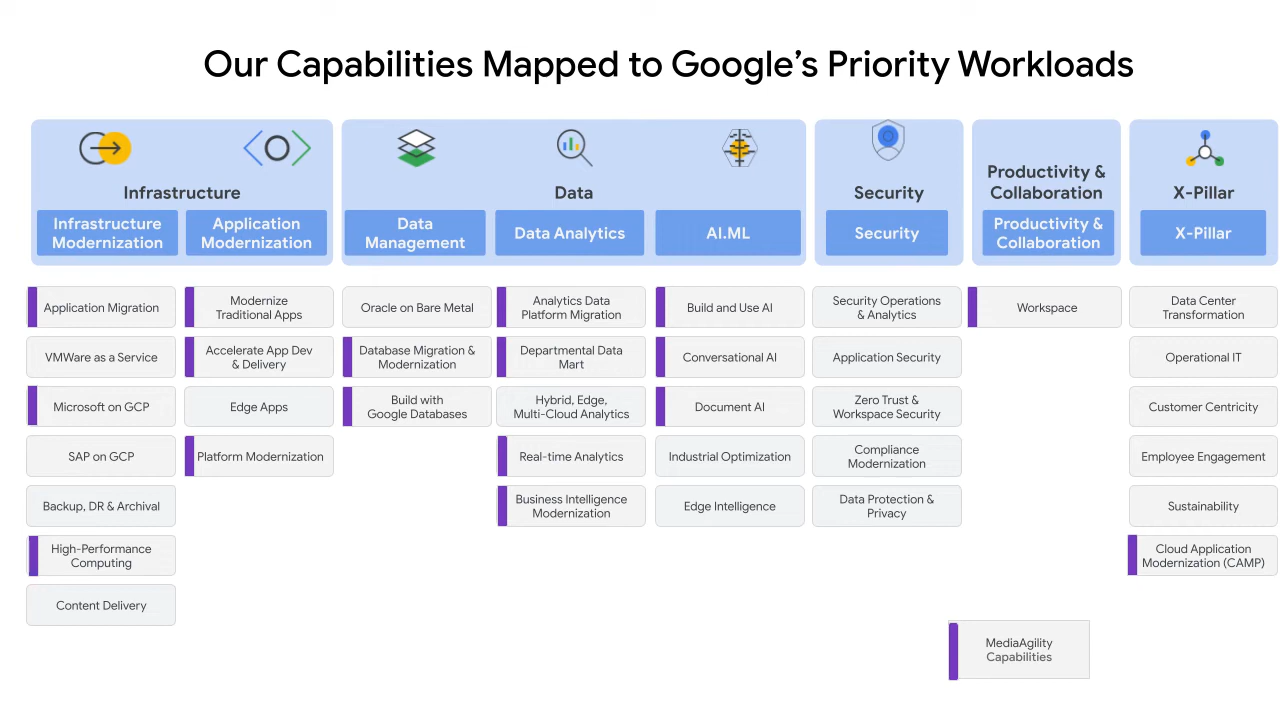 Our Capabilities Mapped to Google's Priority Workloads
Infrastructure
Data
Security
Productivity &
Collaboration
X-Pillar
Infrastructure
Modernization
Application
Modernization
Data
Management
Data Analytics
AI.ML
Security
Productivity &
Collaboration
X-Pillar
Application Migration
VMWare as a Service
Microsoft on GCP
SAP on GCP
Backup, DR & Archival
High-Performance
Computing
Content Delivery
Modernize
Traditional Apps
Accelerate App Dev
& Delivery
Edge Apps
Platform Modernization
Oracle on Bare Metal
Database Migration &
Modernization
Build with
Google Databases
Analytics Data
Platform Migration
Departmental Data
Mart
Hybrid, Edge,
Multi-Cloud Analytics
Real-time Analytics
Business Intelligence
Modernization
Build and Use AI
Conversational AI
Document AI
Industrial Optimization
Edge Intelligence
Security Operations
& Analytics
Application Security
Zero Trust &
Workspace Security
Compliance
Modernization
Data Protection &
Privacy
Workspace
Data Center
Transformation
Operational IT
Customer Centricity
Employee Engagement
Sustainability
Cloud Application
Modernization (CAMP)
MediaAgility
Capabilities